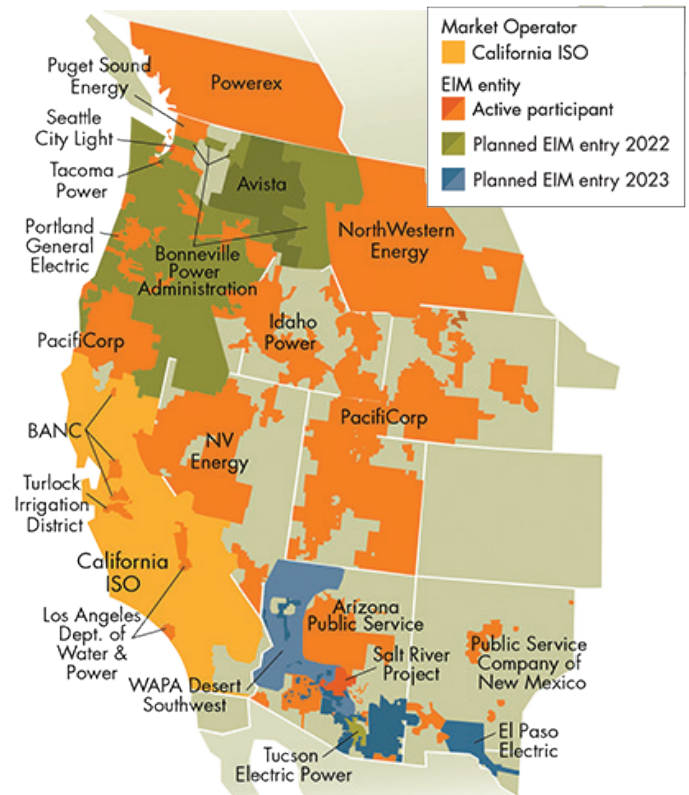 Market Operator
California ISO
EIM entity
Active participant
Planned EIM entry 2022
Planned EIM entry 2023
Puget Sound
Energy
Powerex
Seattle
City Light
Tacoma
Power
Avista
Portland
General
Electric
Bonneville
Power
Administration
NorthWestern
Energy
PacifiCorp
Idaho
Power
BANC
NV
Energy
PacifiCorp
Turlock
Irrigation
District
California
ISO
Los Angeles
Dept. of
Water &
Power
Arizona
Public Service
Salt River
Project
Public Service
Company of
New Mexico
WAPA Desert
Southwest
Tucson
Electric Power
El Paso
Electric